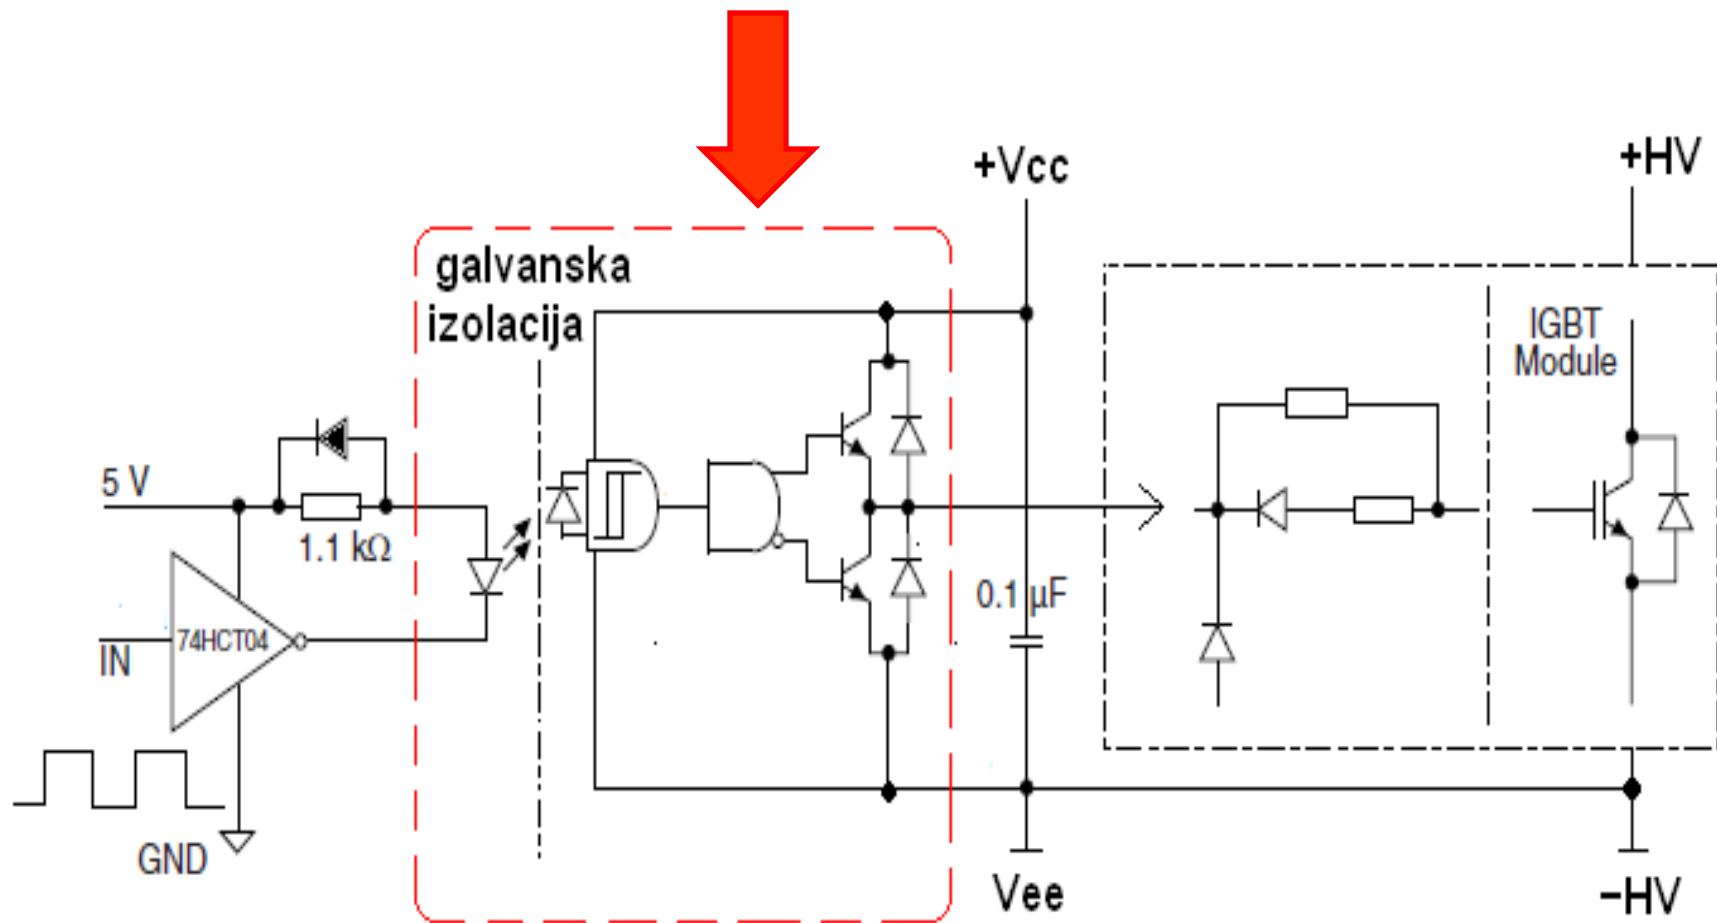 +Vcc
+HV
galvanska
izolacija
IGBT
Module
5 V
1.1 kΩ
0.1 µF
74HCT04
IN
GND
Vee
−HV